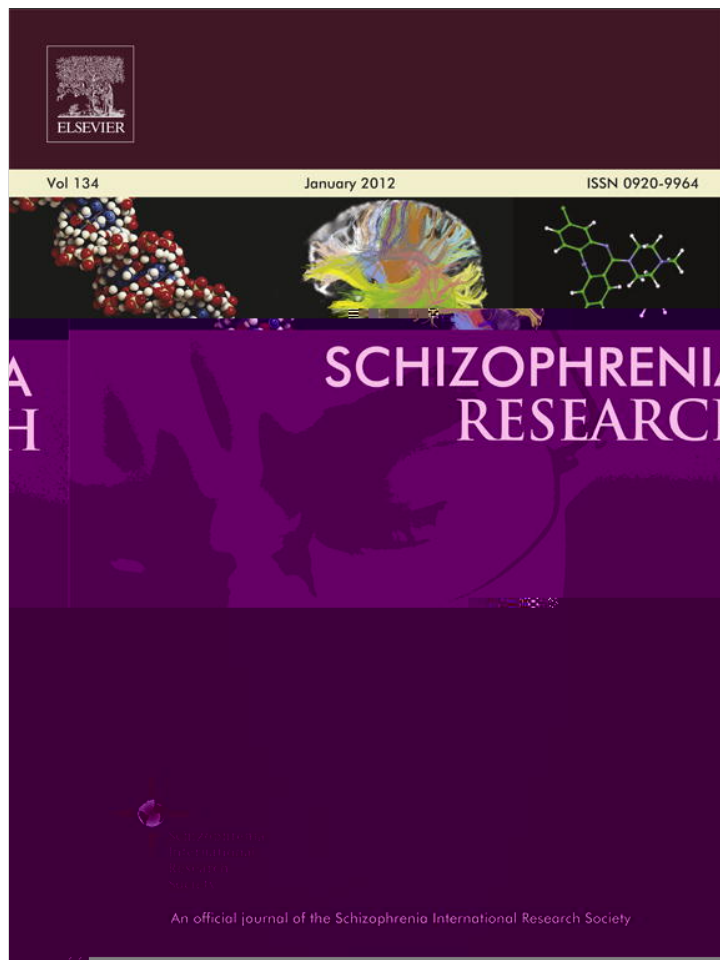 ELSEVIER
Vol 134 January 2012 ISSN 0920-9964
A SCHIZOPHRENIA
H RESEARCH
An official journal of the Schizophrenia International Research Society